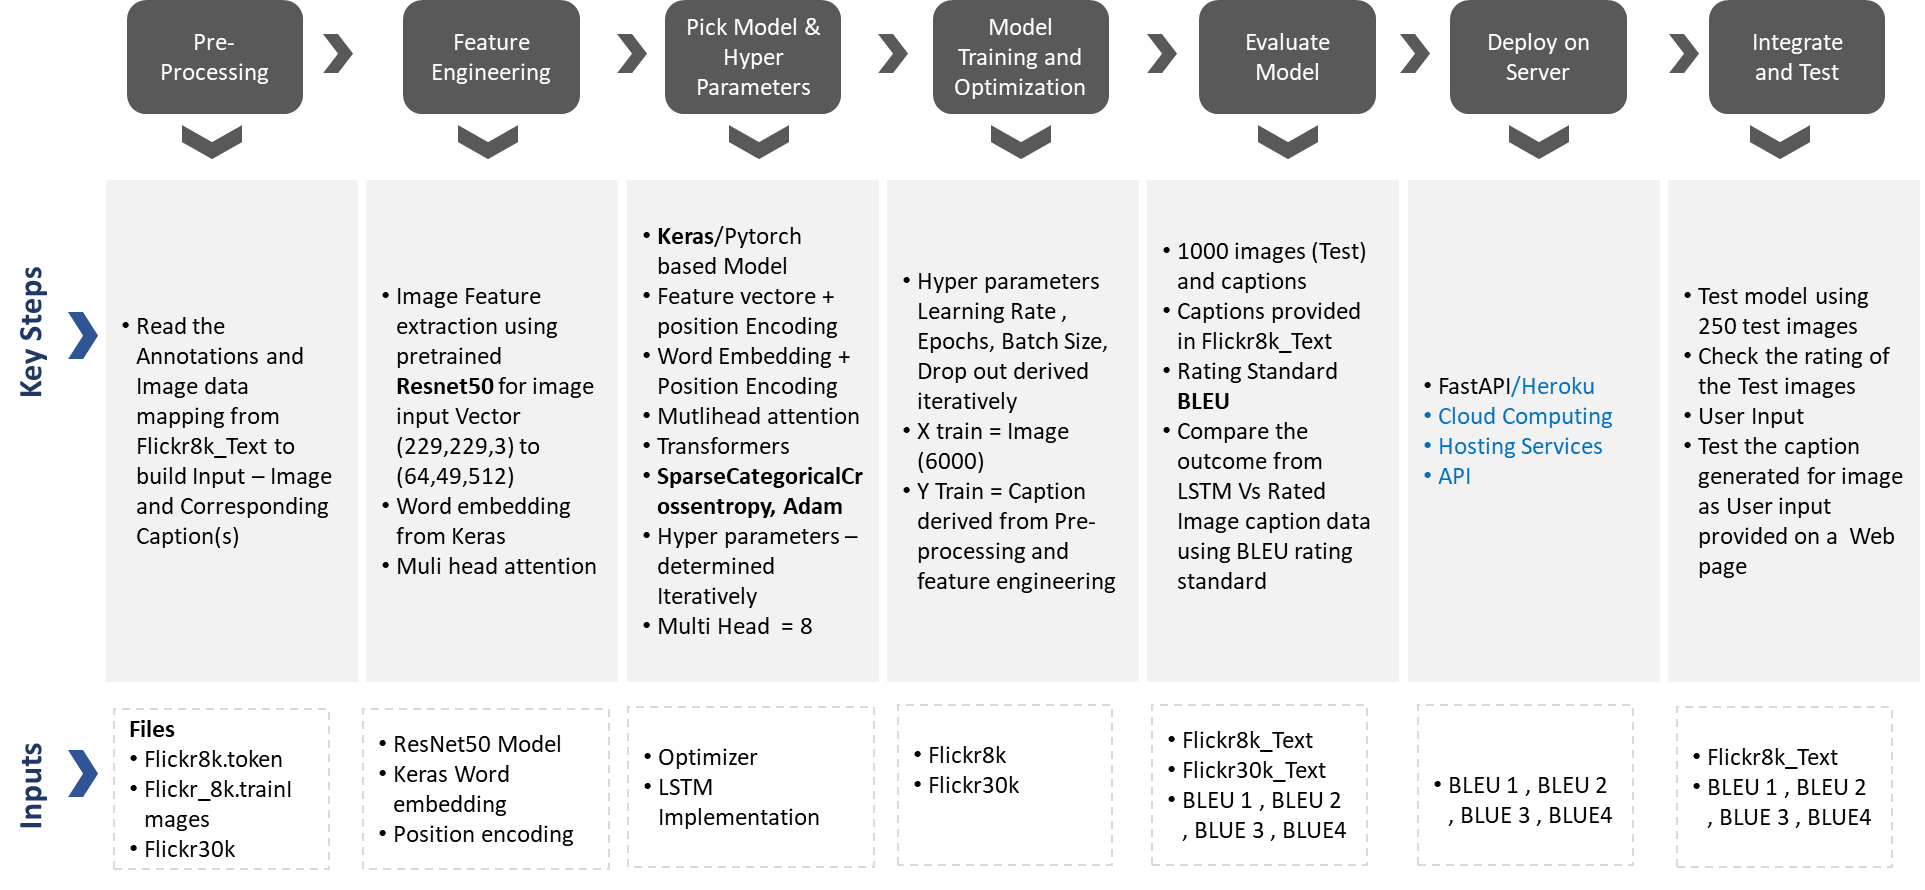 Pre-
Processing
Feature
Engineering
Pick Model &
Hyper
Parameters
Model
Training and
Optimization
Evaluate
Model
Deploy on
Server
Integrate
and Test
Key Steps
• Read the
Annotations and
Image data
mapping from
Flickr8k_Text to
build Input – Image
and Corresponding
Caption(s)
• Image Feature
extraction using
pretrained
Resnet50 for image
input Vector
(229,229,3) to
(64,49,512)
• Word embedding
from Keras
• Muli head attention
• Keras/Pytorch
based Model
• Feature vectore +
position Encoding
• Word Embedding +
Position Encoding
• Mutlihead attention
• Transformers
• SparseCategoricalCr
ossentropy, Adam
• Hyper parameters –
determined
Iteratively
• Multi Head = 8
• Hyper parameters
Learning Rate ,
Epochs, Batch Size,
Drop out derived
iteratively
• X train = Image
(6000)
• Y Train = Caption
derived from Pre-
processing and
feature engineering
• 1000 images (Test)
and captions
• Captions provided
in Flickr8k_Text
• Rating Standard
BLEU
• Compare the
outcome from
LSTM Vs Rated
Image caption data
using BLEU rating
standard
• FastAPI/Heroku
• Cloud Computing
• Hosting Services
• API
• Test model using
250 test images
• Check the rating of
the Test images
• User Input
• Test the caption
generated for image
as User input
provided on a Web
page
Inputs
Files
• Flickr8k.token
• Flickr_8k.trainI
mages
• Flickr30k
• ResNet50 Model
• Keras Word
embedding
• Position encoding
• Optimizer
• LSTM
Implementation
• Flickr8k
• Flickr30k
• Flickr8k_Text
• Flickr30k_Text
• BLEU 1 , BLEU 2
, BLUE 3 , BLUE4
• BLEU 1 , BLEU 2
, BLUE 3 , BLUE4
• Flickr8k_Text
• BLEU 1 , BLEU 2
, BLUE 3 , BLUE4